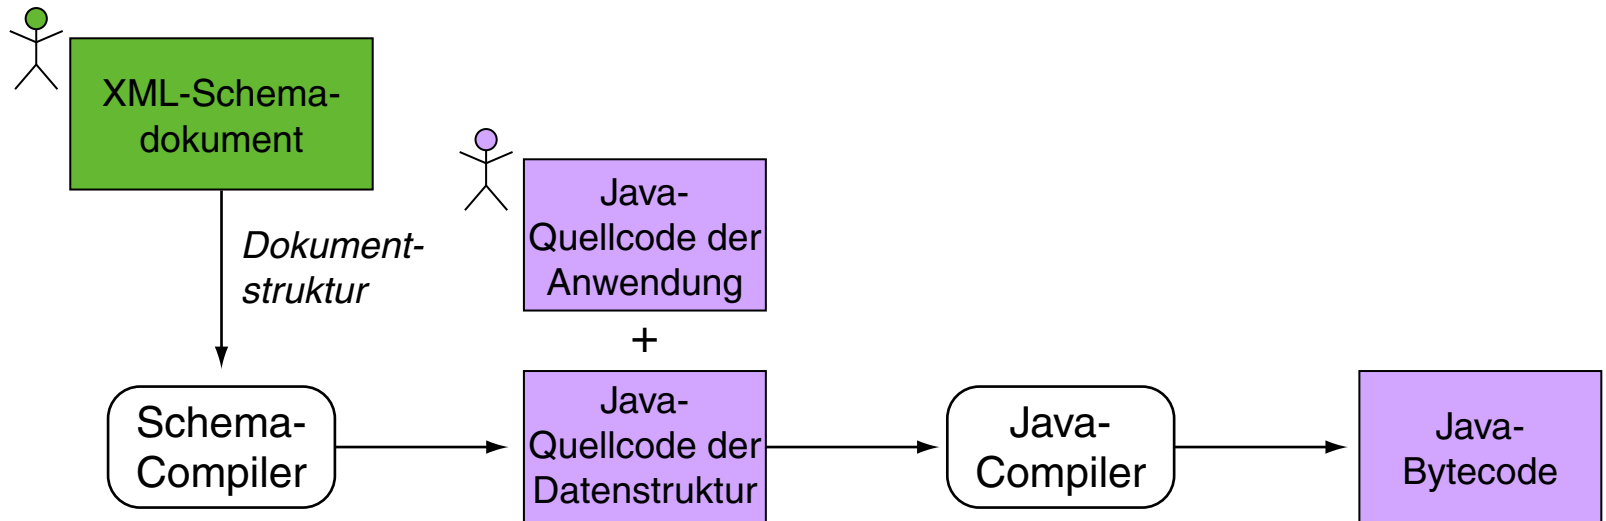 XML-Schema-
dokument
Dokument-
struktur
Java-
Quellcode der
Anwendung
+
Schema-
Compiler
Java-
Quellcode der
Datenstruktur
Java-
Compiler
Java-
Bytecode